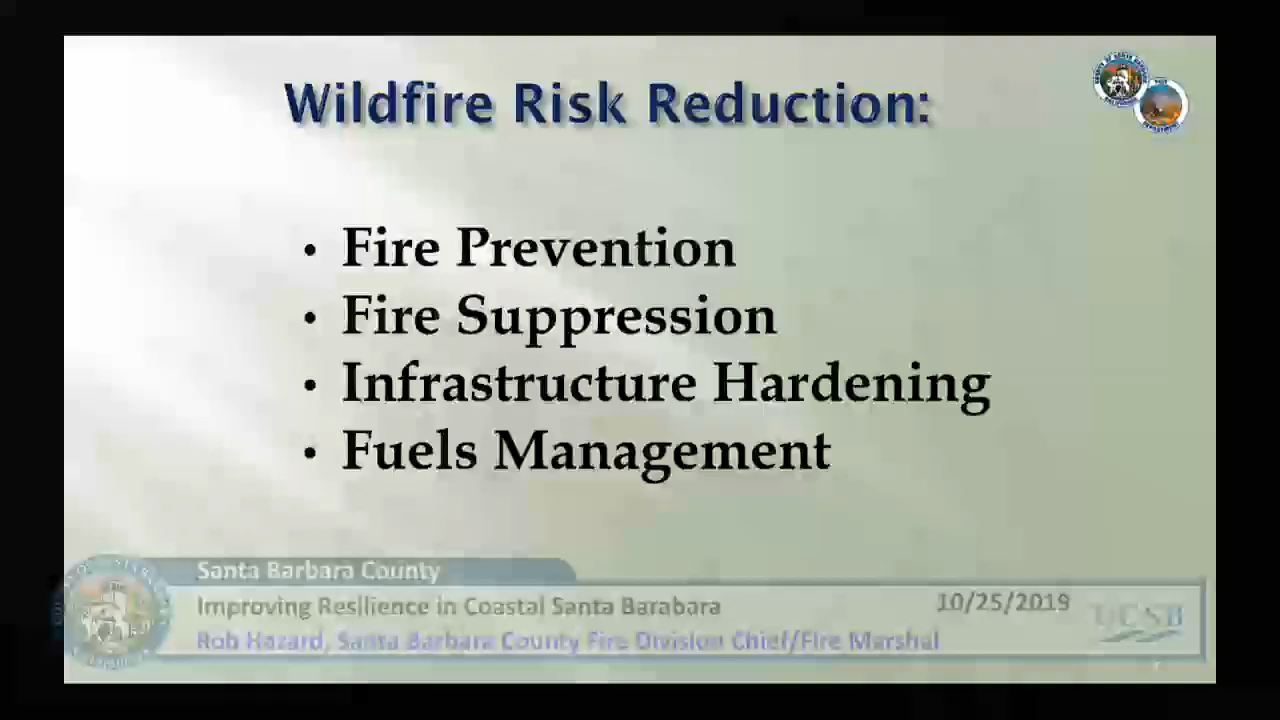 Wildfire Risk Reduction:
• Fire Prevention
• Fire Suppression
• Infrastructure Hardening
• Fuels Management
Santa Barbara County
Improving Resilience in Coastal Santa Barabara
10/25/2019
UCSB
Rob Hazard, Santa Barbara County Fire Division Chief/Fire Marshal